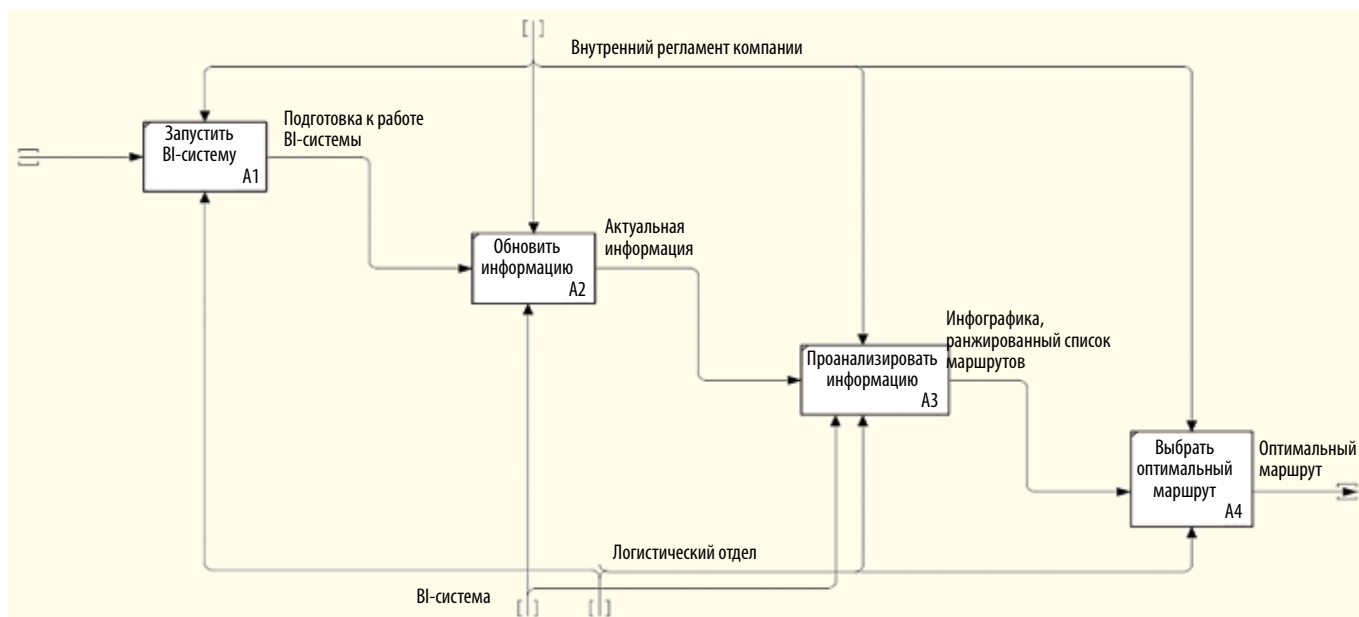 Внутренний регламент компании
Запустить
BI-систему
A1
Подготовка к работе
BI-системы
Обновить
информацию
A2
Актуальная
информация
Проанализировать
информацию
A3
Инфографика,
ранжированный список
маршрутов
Выбрать
оптимальный
маршрут
A4
Оптимальный
маршрут
Логистический отдел
BI-система